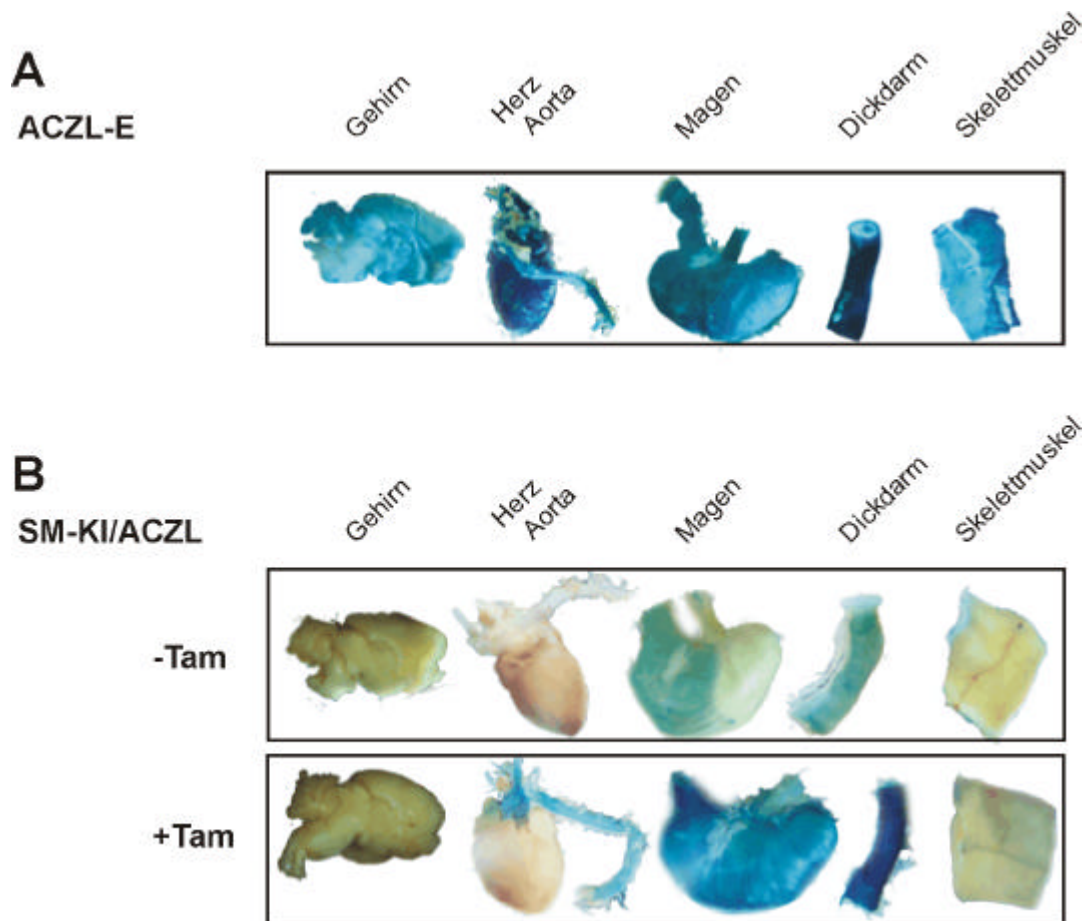 A
ACZL-E
Gehirn
Herz
Aorta
Magen
Dickdarm
Skelettmuskel
B
SM-KI/ACZL
Gehirn
Herz
Aorta
Magen
Dickdarm
Skelettmuskel
-Tam
+Tam